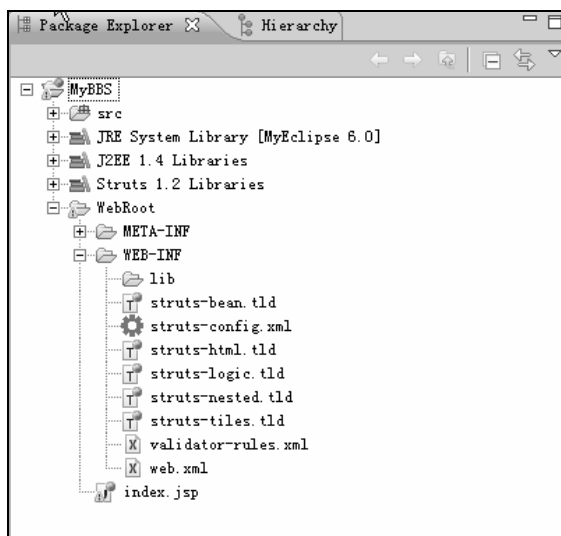 Package Explorer Hierarchy
MyBBS
src
JRE System Library [MyEclipse 6.0]
J2EE 1.4 Libraries
Struts 1.2 Libraries
WebRoot
META-INF
WEB-INF
lib
struts-bean.tld
struts-config.xml
struts-html.tld
struts-logic.tld
struts-nested.tld
struts-tiles.tld
validator-rules.xml
web.xml
index.jsp